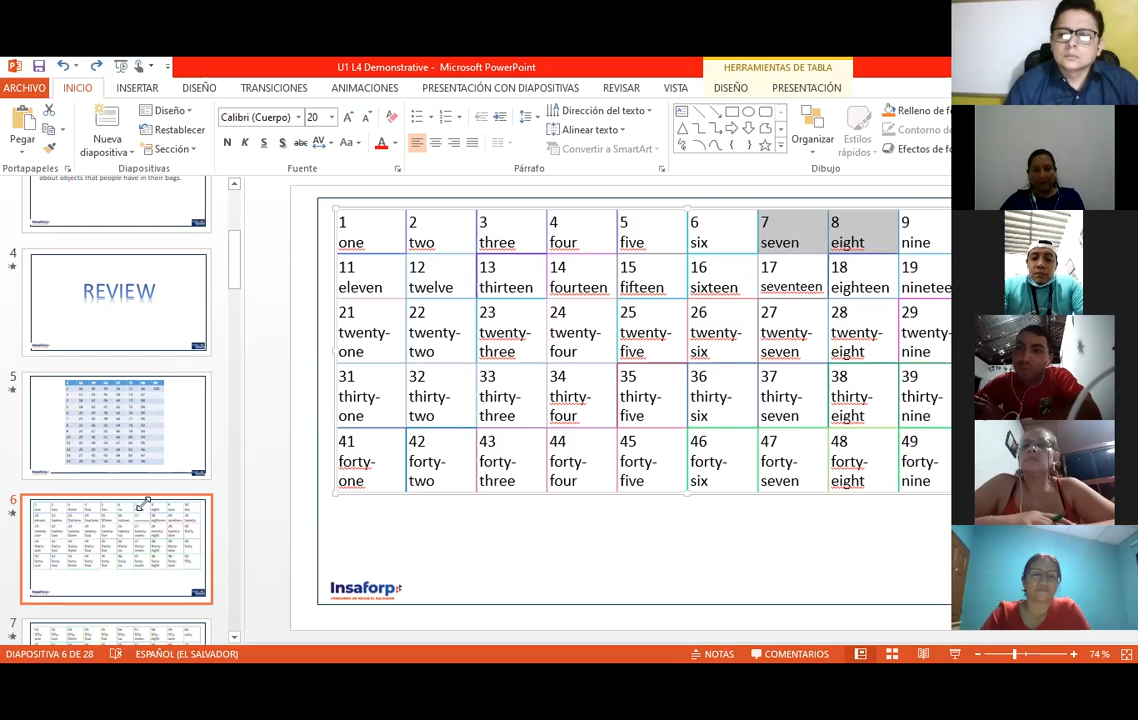 U1 L4 Demonstrative - Microsoft PowerPoint
HERRAMIENTAS DE TABLA
ARCHIVO INICIO INSERTAR DISEÑO TRANSICIONES ANIMACIONES PRESENTACIÓN CON DIAPOSITIVAS REVISAR VISTA DISEÑO PRESENTACIÓN
Pegar
Nueva diapositiva
Diseño
Restablecer
Sección
Calibri (Cuerpo) 20
N K S S abc AV Aa A
Dirección del texto
Alinear texto
Convertir a SmartArt
Organizar
Estilos rápidos
Relleno de fo
Contorno de
Efectos de fo
Portapapeles Diapositivas Fuente Párrafo Dibujo
about objects that people have in their bags.
4
REVIEW
5
6
7
1 2 3 4 5 6 7 8 9
one two three four five six seven eight nine
11 12 13 14 15 16 17 18 19
eleven twelve thirteen fourteen fifteen sixteen seventeen eighteen ninetee
21 22 23 24 25 26 27 28 29
twenty- twenty- twenty- twenty- twenty- twenty- twenty- twenty- twenty-
one two three four five six seven eight nine
31 32 33 34 35 36 37 38 39
thirty- thirty- thirty- thirty- thirty- thirty- thirty- thirty- thirty-
one two three four five six seven eight nine
41 42 43 44 45 46 47 48 49
forty- forty- forty- forty- forty- forty- forty- forty- forty-
one two three four five six seven eight nine
Insaforp
DIAPOSITIVA 6 DE 28 ESPAÑOL (EL SALVADOR) NOTAS COMENTARIOS 74 %